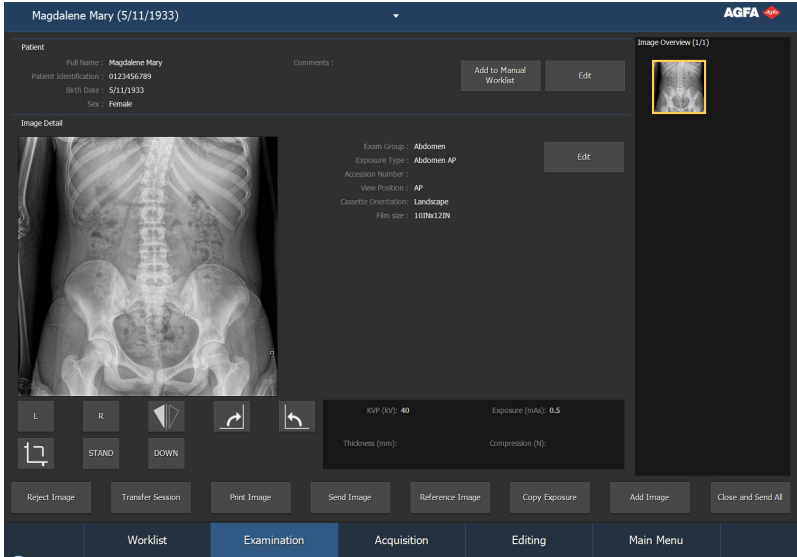 Magdalene Mary (5/11/1933)
AGFA
Patient
Full Name : Magdalene Mary
Comments :
Patient Identification : 0123456789
Birth Date : 5/11/1933
Sex : Female
Add to Manual
Worklist
Edit
Image Overview (1/1)
Image Detail
Exam Group : Abdomen
Exposure Type : Abdomen AP
Accession Number :
View Position : AP
Cassette Orientation: Landscape
Film size : 10INx12IN
Edit
L
R
STAND
DOWN
KVP (kV): 40
Exposure (mAs): 0.5
Thickness (mm):
Compression (N):
Reject Image
Transfer Session
Print Image
Send Image
Reference Image
Copy Exposure
Add Image
Close and Send All
Worklist
Examination
Acquisition
Editing
Main Menu